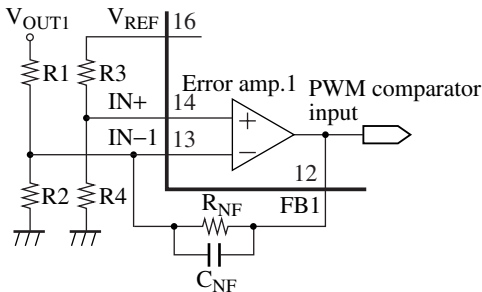 VOUT1
VREF 16
R1 R3
Error amp.1 PWM comparator
input
IN+ 14
+
IN−1 13
−
12
R2 R4
FB1
RNF
CNF